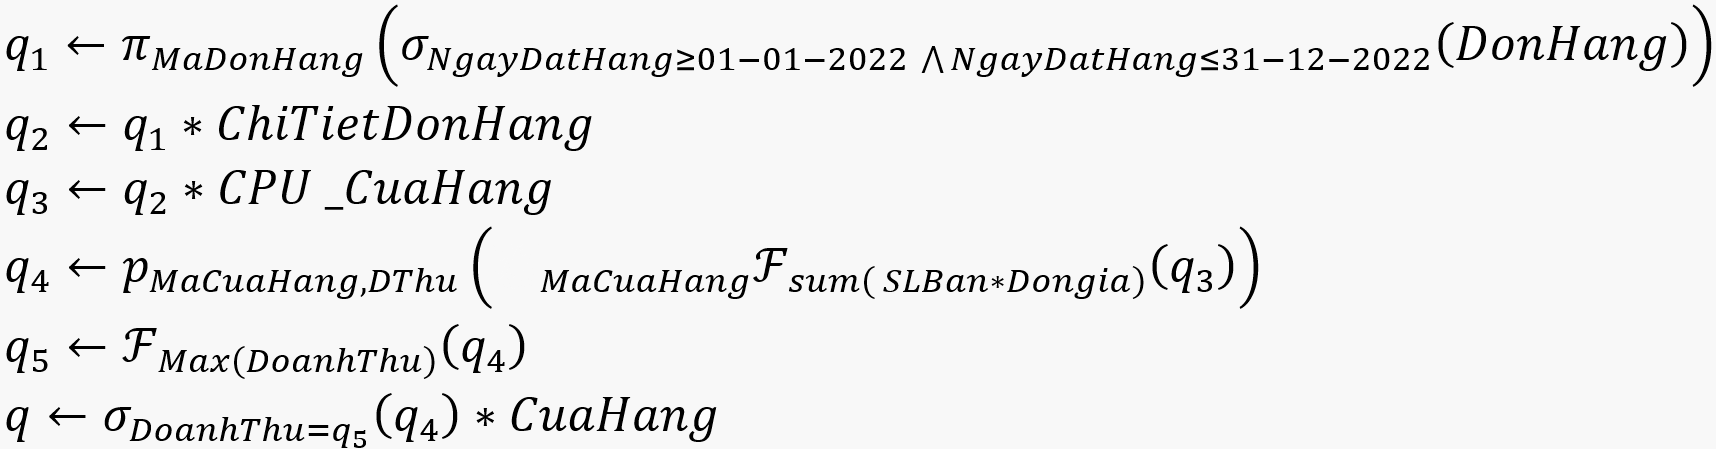 q₁ ← π_MaDonHang (σ_NgayDatHang≥01−01−2022 ⋀ NgayDatHang≤31−12−2022(DonHang))
q₂ ← q₁ ∗ ChiTietDonHang
q₃ ← q₂ ∗ CPU _CuaHang
q₄ ← p_MaCuaHang,DThu ( _MaCuaHang ℱ_sum( SLBan∗Dongia)(q₃))
q₅ ← ℱ_Max(DoanhThu)(q₄)
q ← σ_DoanhThu=q₅(q₄) ∗ CuaHang